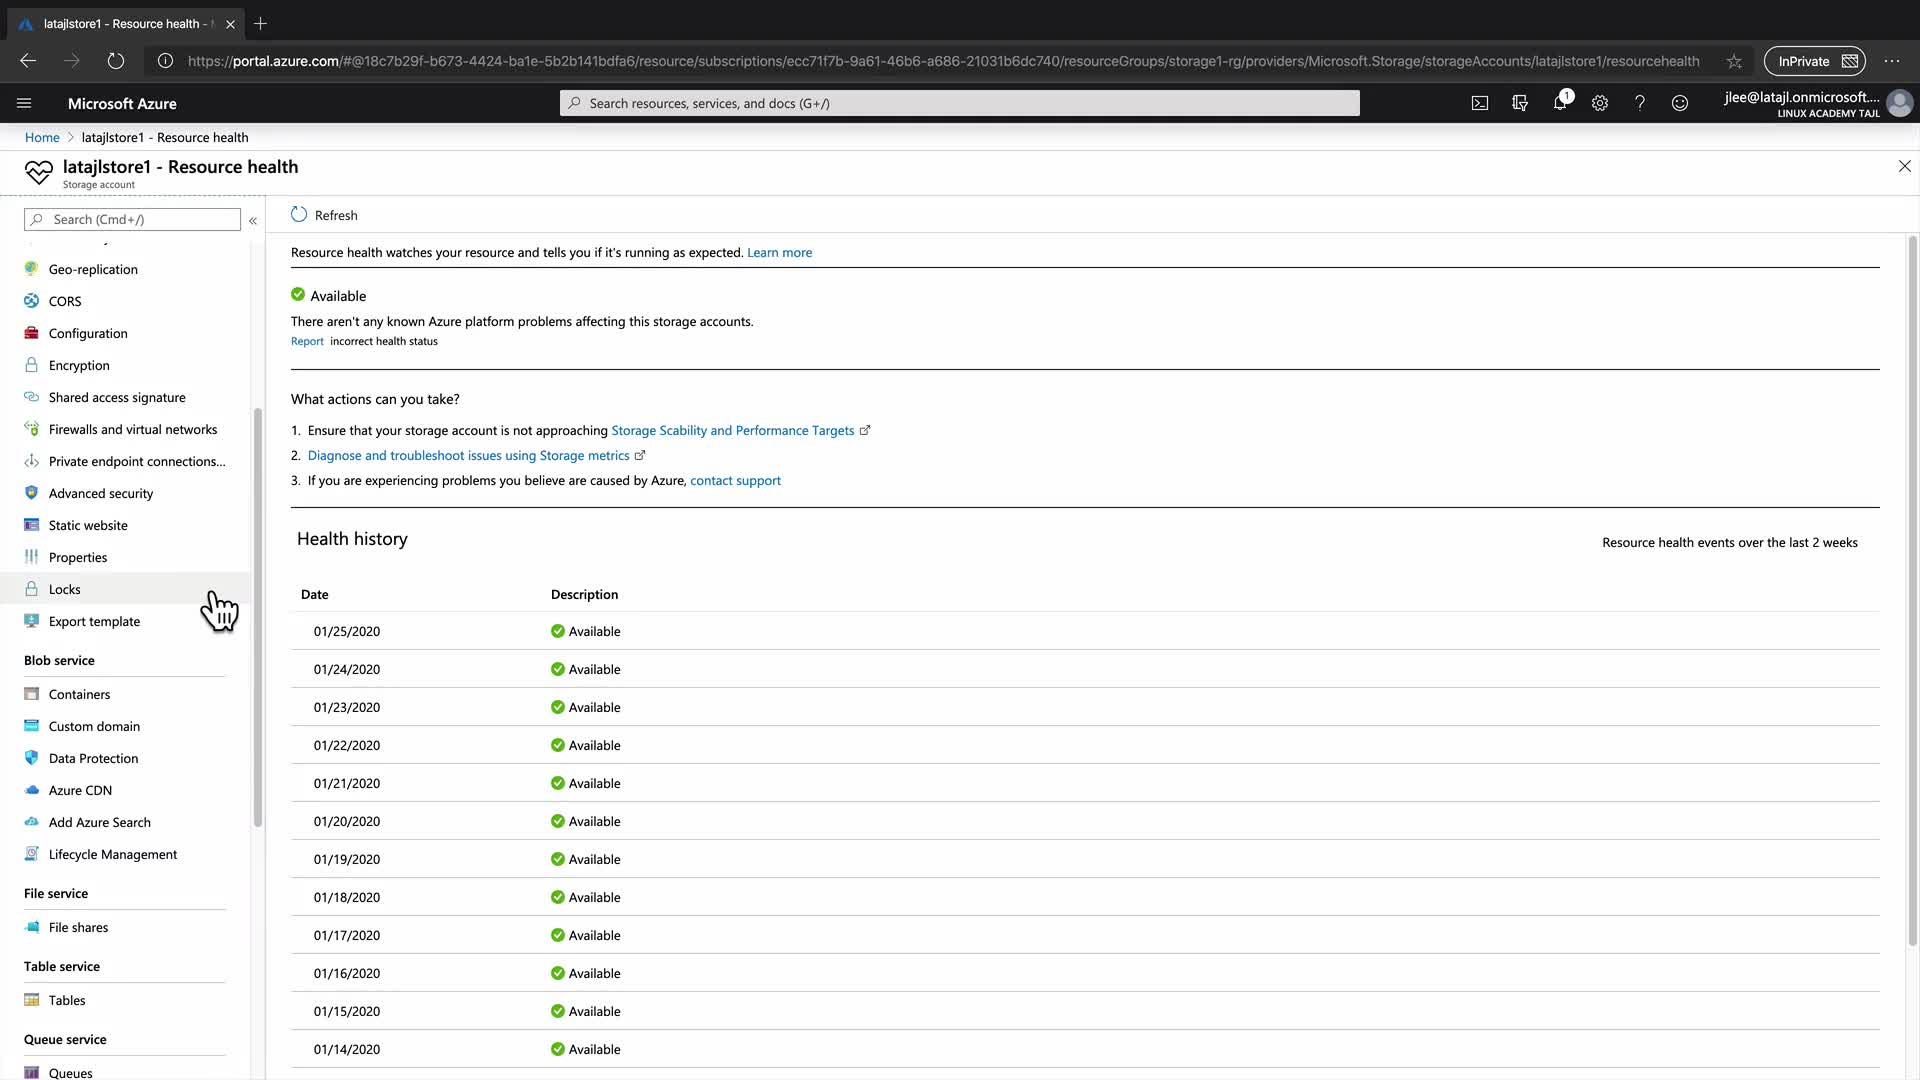 latajlstore1 - Resource health -
https://portal.azure.com/#@18c7b29f-b673-4424-ba1e-5b2b141bdfa6/resource/subscriptions/ecc71f7b-9a61-46b6-a686-21031b6dc740/resourceGroups/storage1-rg/providers/Microsoft.Storage/storageAccounts/latajlstore1/resourcehealth
InPrivate
Microsoft Azure
Search resources, services, and docs (G+/)
1
jlee@latajl.onmicrosoft....
LINUX ACADEMY TAJL
Home > latajlstore1 - Resource health
latajlstore1 - Resource health
Storage account
Search (Cmd+/)
Geo-replication
CORS
Configuration
Encryption
Shared access signature
Firewalls and virtual networks
Private endpoint connections...
Advanced security
Static website
Properties
Locks
Export template
Blob service
Containers
Custom domain
Data Protection
Azure CDN
Add Azure Search
Lifecycle Management
File service
File shares
Table service
Tables
Queue service
Queues
Refresh
Resource health watches your resource and tells you if it's running as expected. Learn more
Available
There aren't any known Azure platform problems affecting this storage accounts.
Report incorrect health status
What actions can you take?
1. Ensure that your storage account is not approaching Storage Scability and Performance Targets
2. Diagnose and troubleshoot issues using Storage metrics
3. If you are experiencing problems you believe are caused by Azure, contact support
Health history
Resource health events over the last 2 weeks
Date Description
01/25/2020 Available
01/24/2020 Available
01/23/2020 Available
01/22/2020 Available
01/21/2020 Available
01/20/2020 Available
01/19/2020 Available
01/18/2020 Available
01/17/2020 Available
01/16/2020 Available
01/15/2020 Available
01/14/2020 Available